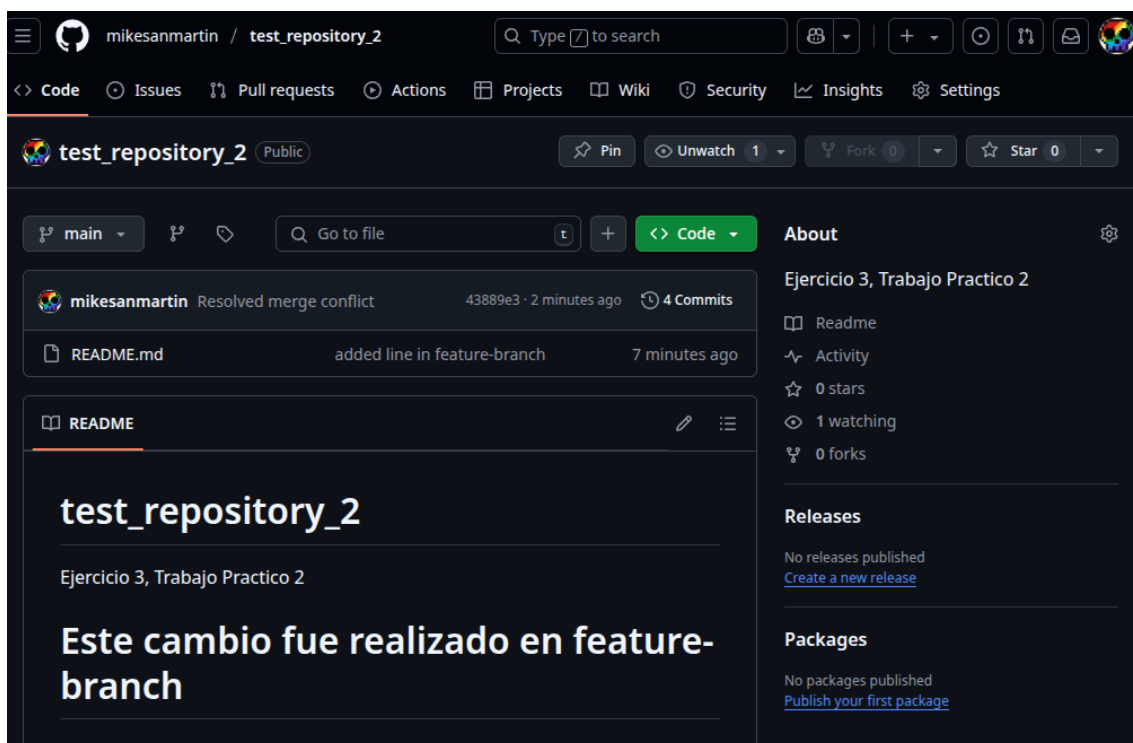 mikesanmartin / test_repository_2
Type / to search
Code Issues Pull requests Actions Projects Wiki Security Insights Settings
test_repository_2 Public
Pin Unwatch 1 Fork 0 Star 0
main
Go to file t
Code
mikesanmartin Resolved merge conflict 43889e3 · 2 minutes ago 4 Commits
README.md added line in feature-branch 7 minutes ago
README
test_repository_2
Ejercicio 3, Trabajo Practico 2
Este cambio fue realizado en feature-
branch
About
Ejercicio 3, Trabajo Practico 2
Readme
Activity
0 stars
1 watching
0 forks
Releases
No releases published
Create a new release
Packages
No packages published
Publish your first package